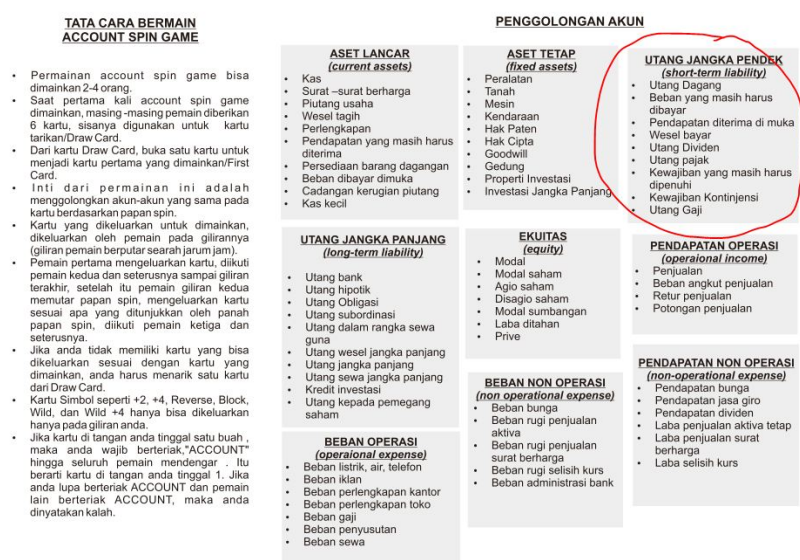 TATA CARA BERMAIN
ACCOUNT SPIN GAME
• Permainan account spin game bisa
dimainkan 2-4 orang.
• Saat pertama kali account spin game
dimainkan, masing -masing pemain diberikan
6 kartu, sisanya digunakan untuk kartu
tarikan/Draw Card.
• Dari kartu Draw Card, buka satu kartu untuk
menjadi kartu pertama yang dimainkan/First
Card.
• Inti dari permainan ini adalah
menggolongkan akun-akun yang sama pada
kartu berdasarkan papan spin.
• Kartu yang dikeluarkan untuk dimainkan,
dikeluarkan oleh pemain pada gilirannya
(giliran pemain berputar searah jarum jam).
• Pemain pertama mengeluarkan kartu, diikuti
pemain kedua dan seterusnya sampai giliran
terakhir, setelah itu pemain giliran kedua
memutar papan spin, mengeluarkan kartu
sesuai apa yang ditunjukkan oleh panah
papan spin, diikuti pemain ketiga dan
seterusnya.
• Jika anda tidak memiliki kartu yang bisa
dikeluarkan sesuai dengan kartu yang
dimainkan, anda harus menarik satu kartu
dari Draw Card.
• Kartu Simbol seperti +2, +4, Reverse, Block,
Wild, dan Wild +4 hanya bisa dikeluarkan
hanya pada giliran anda.
• Jika kartu di tangan anda tinggal satu buah ,
maka anda wajib berteriak,"ACCOUNT"
hingga seluruh pemain mendengar . Itu
berarti kartu di tangan anda tinggal 1. Jika
anda lupa berteriak ACCOUNT dan pemain
lain berteriak ACCOUNT, maka anda
dinyatakan kalah.
PENGGOLONGAN AKUN
ASET LANCAR
(current assets)
• Kas
• Surat –surat berharga
• Piutang usaha
• Wesel tagih
• Perlengkapan
• Pendapatan yang masih harus
diterima
• Persediaan barang dagangan
• Beban dibayar dimuka
• Cadangan kerugian piutang
• Kas kecil
ASET TETAP
(fixed assets)
• Peralatan
• Tanah
• Mesin
• Kendaraan
• Hak Paten
• Hak Cipta
• Goodwill
• Gedung
• Properti Investasi
• Investasi Jangka Panjang
UTANG JANGKA PENDEK
(short-term liability)
• Utang Dagang
• Beban yang masih harus
dibayar
• Pendapatan diterima di muka
• Wesel bayar
• Utang Dividen
• Utang pajak
• Kewajiban yang masih harus
dipenuhi
• Kewajiban Kontinjensi
• Utang Gaji
UTANG JANGKA PANJANG
(long-term liability)
• Utang bank
• Utang hipotik
• Utang Obligasi
• Utang subordinasi
• Utang dalam rangka sewa
guna
• Utang wesel jangka panjang
• Utang jangka panjang
• Utang sewa jangka panjang
• Kredit investasi
• Utang kepada pemegang
saham
EKUITAS
(equity)
• Modal
• Modal saham
• Agio saham
• Disagio saham
• Modal sumbangan
• Laba ditahan
• Prive
PENDAPATAN OPERASI
(operaional income)
• Penjualan
• Beban angkut penjualan
• Retur penjualan
• Potongan penjualan
BEBAN OPERASI
(operaional expense)
• Beban listrik, air, telefon
• Beban iklan
• Beban perlengkapan kantor
• Beban perlengkapan toko
• Beban gaji
• Beban penyusutan
• Beban sewa
BEBAN NON OPERASI
(non operational expense)
• Beban bunga
• Beban rugi penjualan
aktiva
• Beban rugi penjualan
surat berharga
• Beban rugi selisih kurs
• Beban administrasi bank
PENDAPATAN NON OPERASI
(non-operational expense)
• Pendapatan bunga
• Pendapatan jasa giro
• Pendapatan dividen
• Laba penjualan aktiva tetap
• Laba penjualan surat
berharga
• Laba selisih kurs